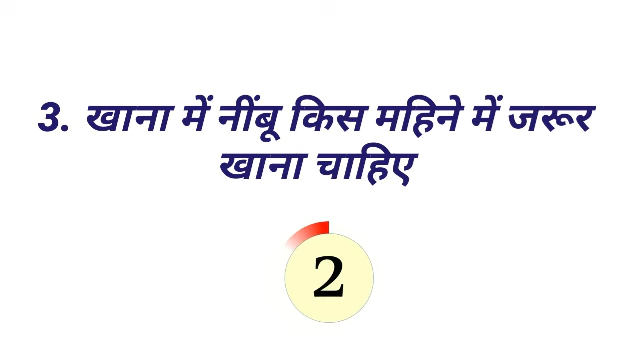 3. खाना में नींबू किस महिने में जरूर
खाना चाहिए
2